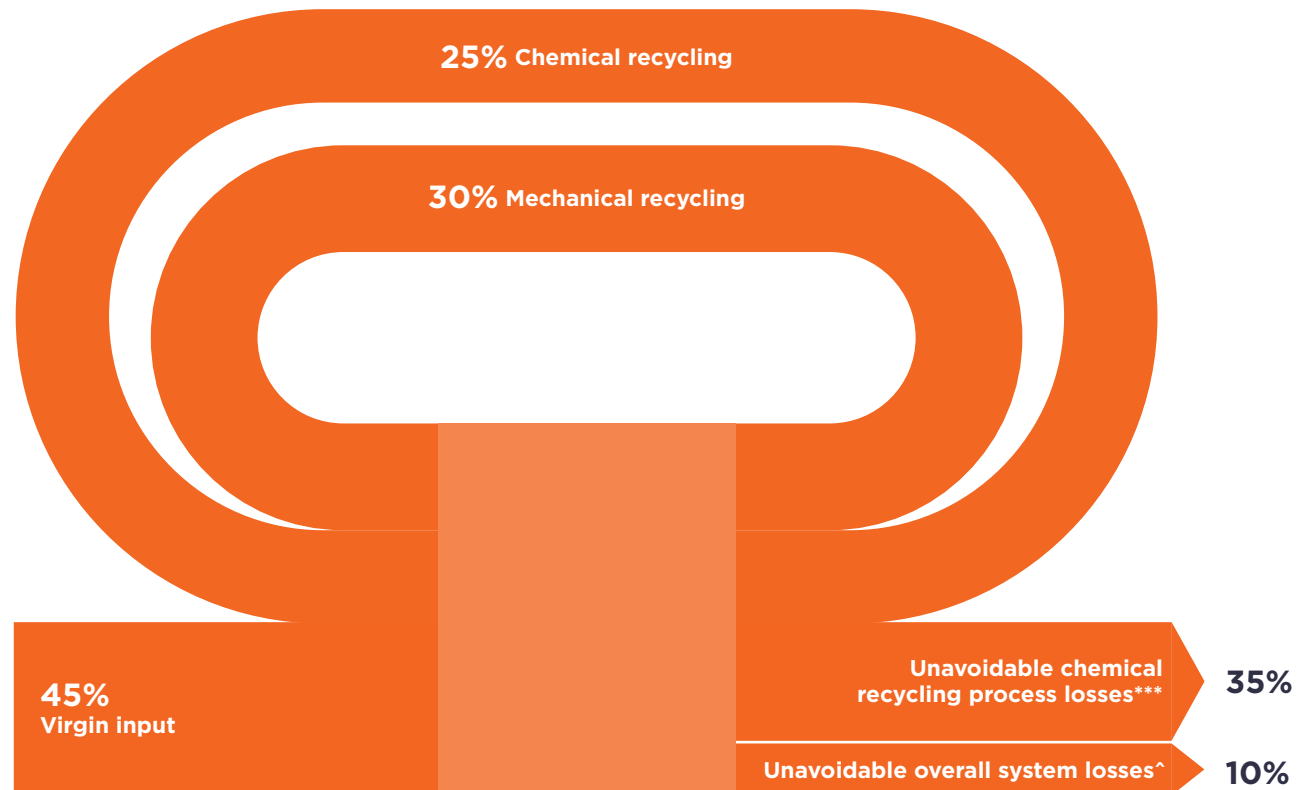 25% Chemical recycling
30% Mechanical recycling
45%
Virgin input
Unavoidable chemical
recycling process losses***
35%
Unavoidable overall system losses^
10%